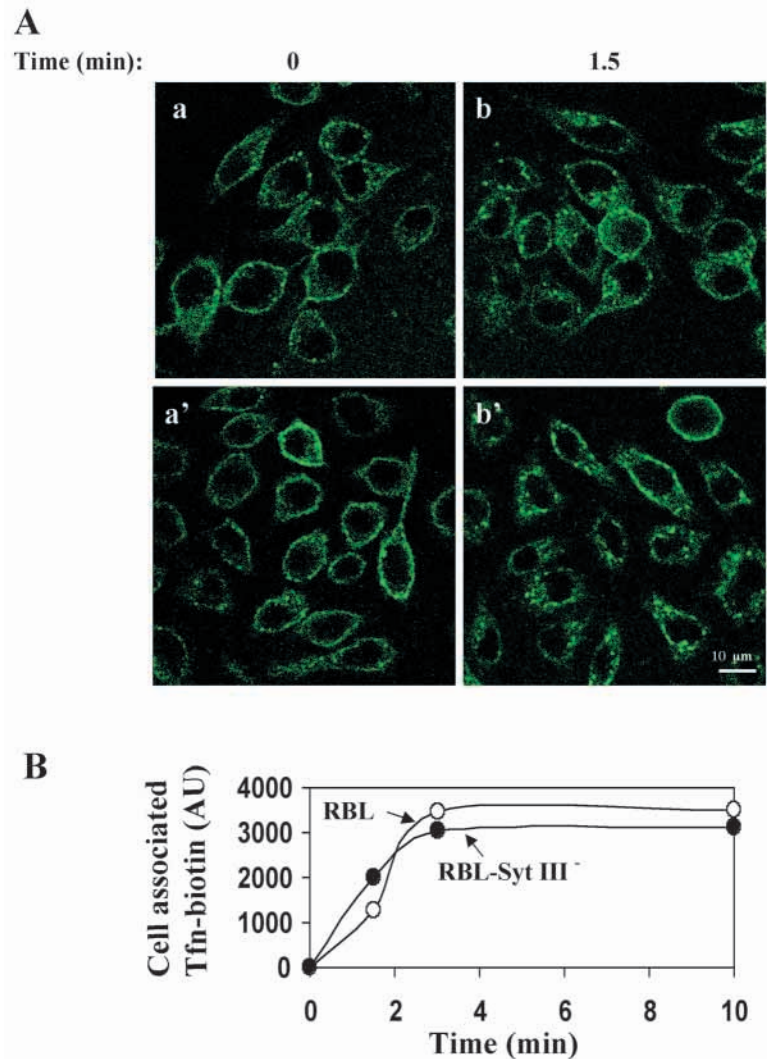 A
Time (min): 0 1.5
a b
a’ b’
10 µm
B
Cell associated
Tfn-biotin (AU)
4000
3000
2000
1000
0
RBL
RBL-Syt III -
0 2 4 6 8 10
Time (min)